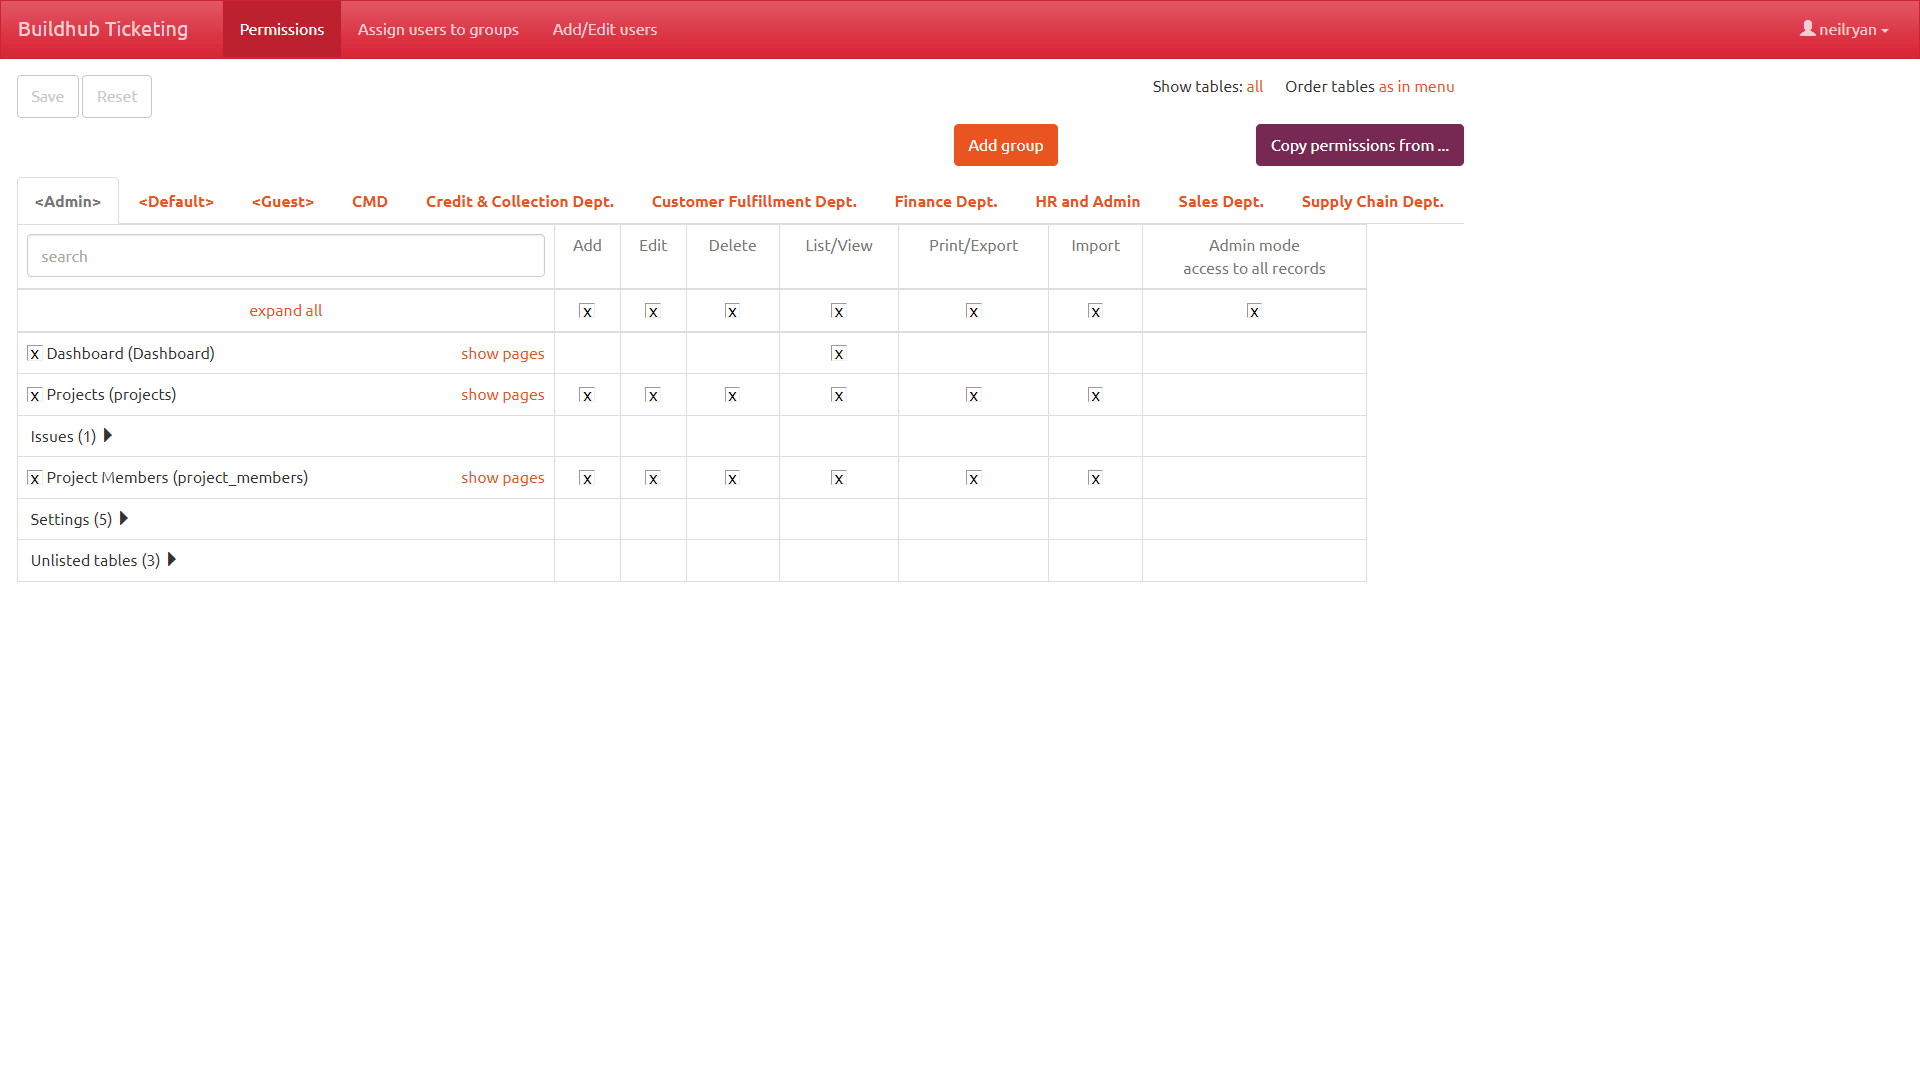 Buildhub Ticketing Permissions Assign users to groups Add/Edit users neilryan
Save Reset Show tables: all Order tables as in menu
Add group Copy permissions from ...
<Admin> <Default> <Guest> CMD Credit & Collection Dept. Customer Fulfillment Dept. Finance Dept. HR and Admin Sales Dept. Supply Chain Dept.
search Add Edit Delete List/View Print/Export Import Admin mode
access to all records
expand all x x x x x x x
x Dashboard (Dashboard) show pages x
x Projects (projects) show pages x x x x x x
Issues (1)
x Project Members (project_members) show pages x x x x x x
Settings (5)
Unlisted tables (3)